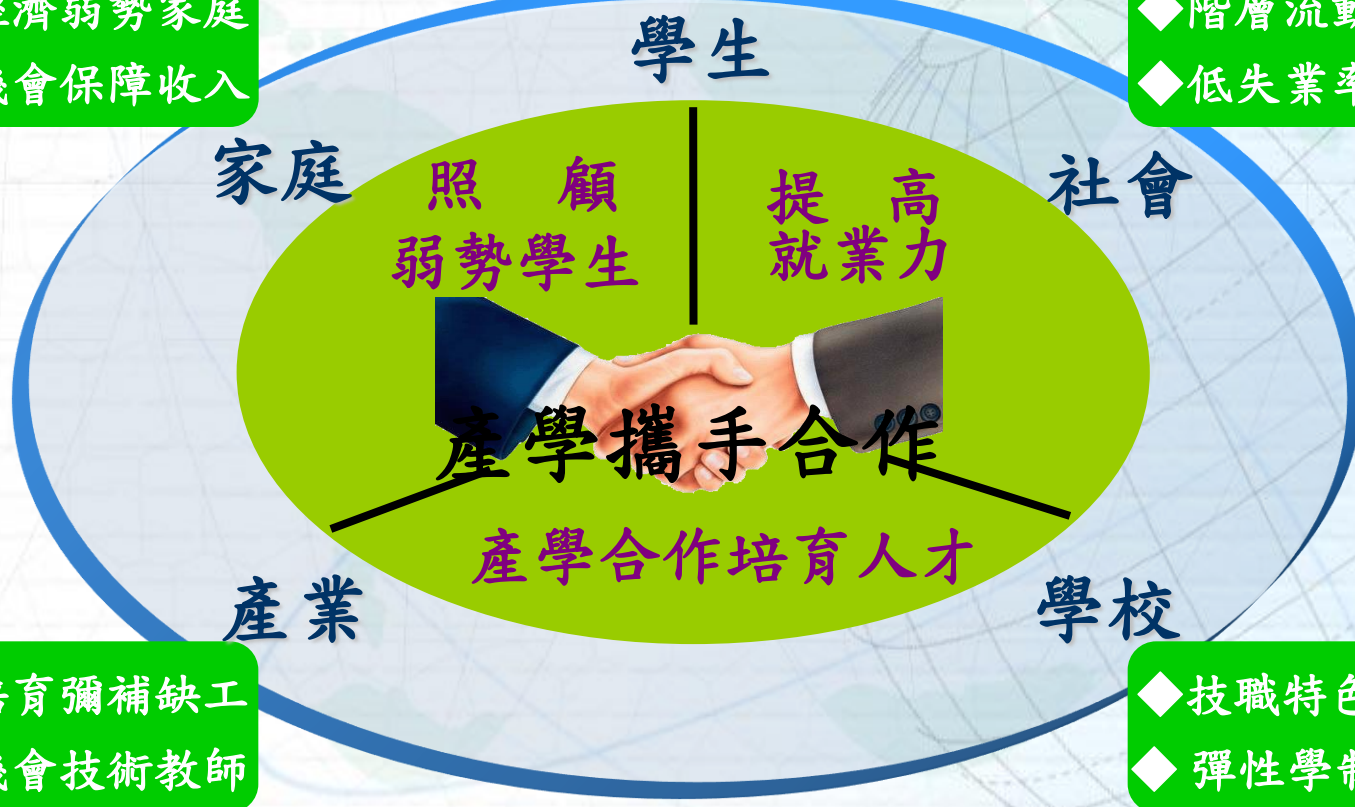 濟弱勢家庭
會保障收入
學生
◆階層流動
◆低失業率
家庭
社會
照 顧
弱勢學生
提 高
就業力
產學攜手合作
產學合作培育人才
產業
學校
育彌補缺工
會技術教師
◆技職特色
◆ 彈性學制